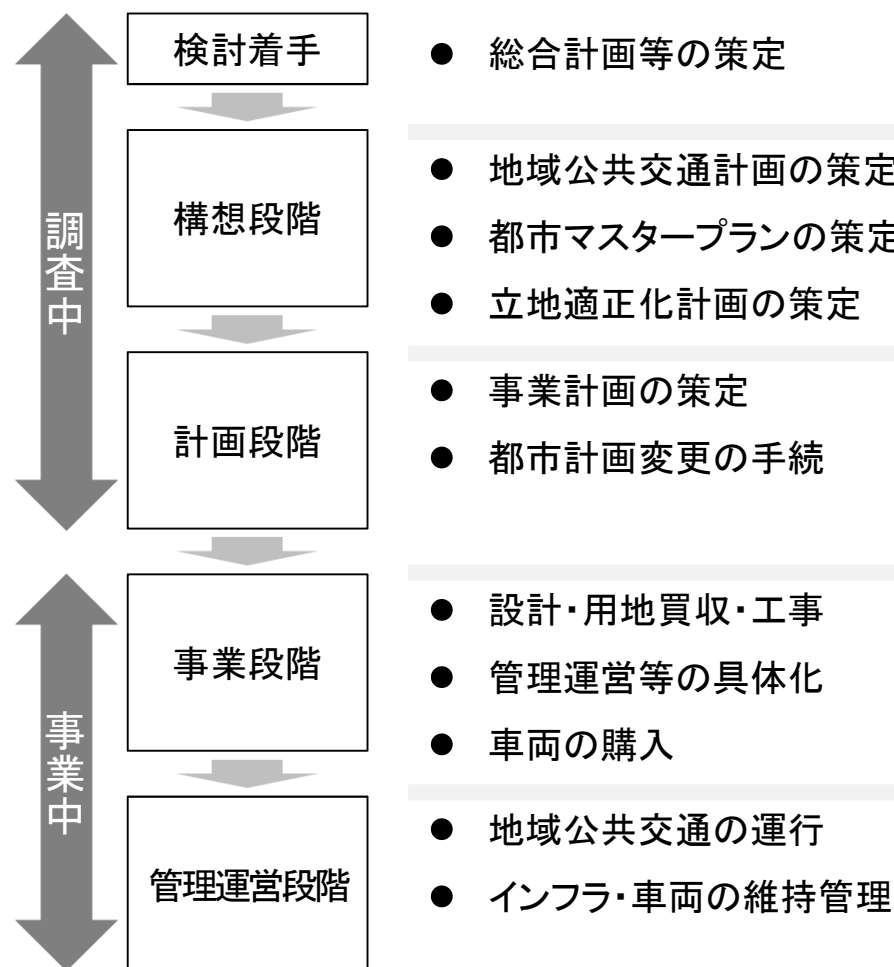 調査中
検討着手
● 総合計画等の策定
構想段階
● 地域公共交通計画の策定
● 都市マスタープランの策定
● 立地適正化計画の策定
計画段階
● 事業計画の策定
● 都市計画変更の手続
事業中
事業段階
● 設計・用地買収・工事
● 管理運営等の具体化
● 車両の購入
管理運営段階
● 地域公共交通の運行
● インフラ・車両の維持管理